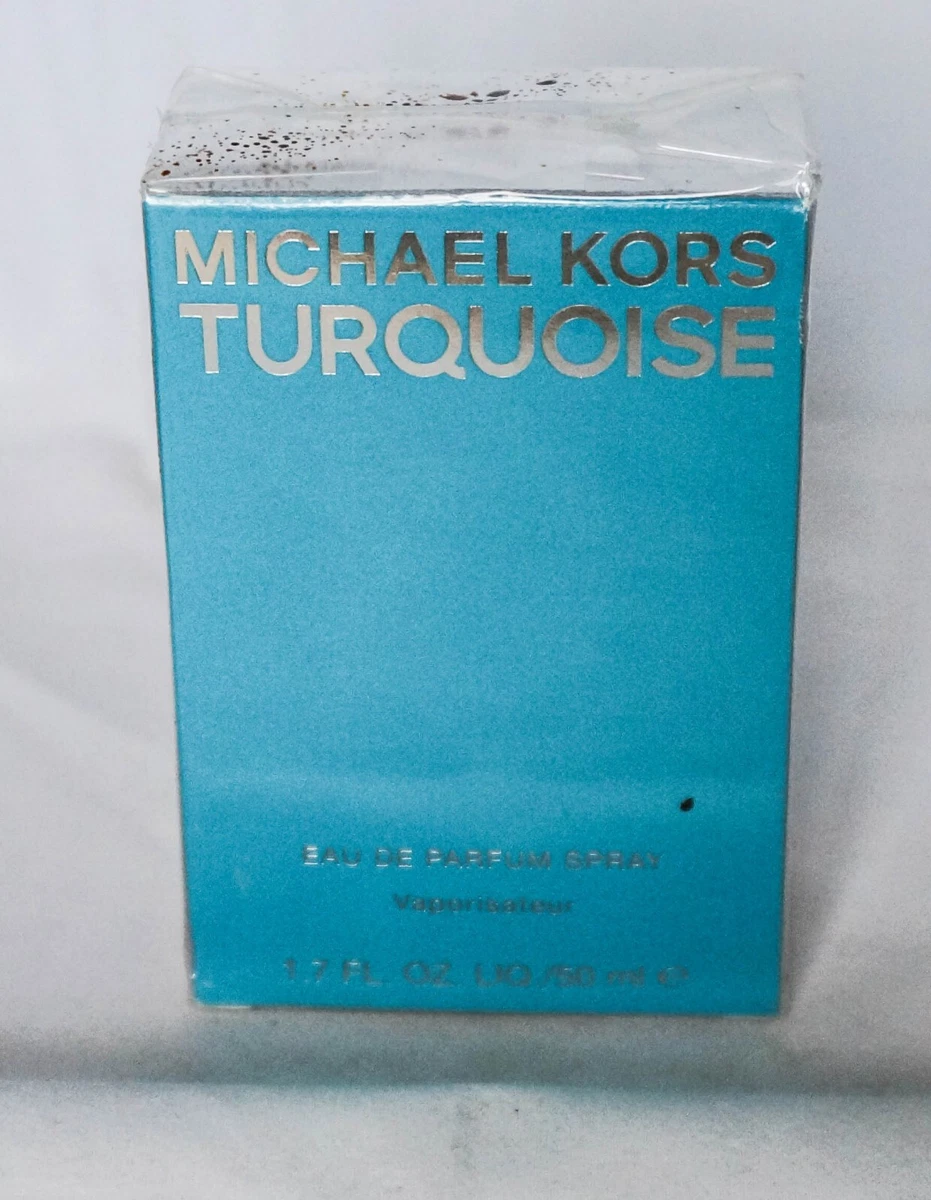 MICHAEL KORS
TURQUOISE
EAU DE PARFUM SPRAY
Vaporisateur
1.7 FL. OZ. LIQ./50 ml e